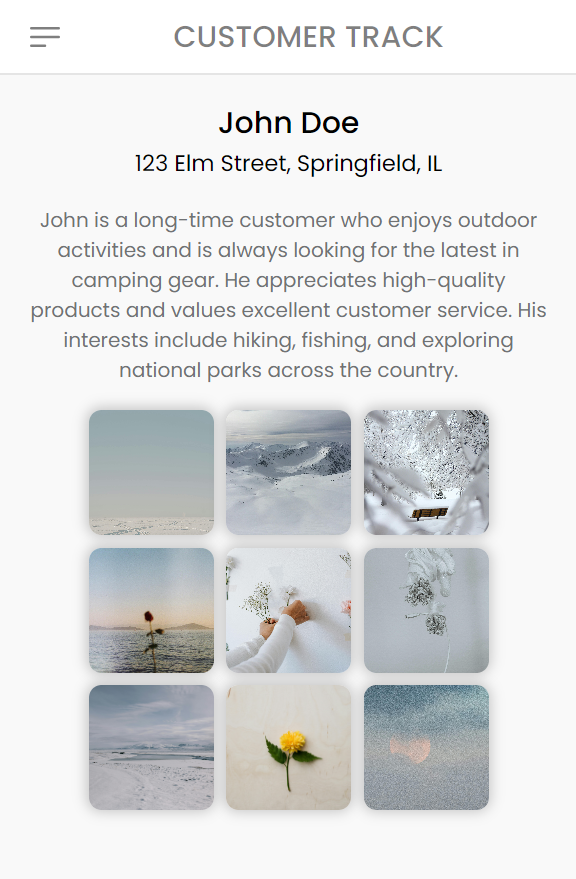 CUSTOMER TRACK
John Doe
123 Elm Street, Springfield, IL
John is a long-time customer who enjoys outdoor
activities and is always looking for the latest in
camping gear. He appreciates high-quality
products and values excellent customer service. His
interests include hiking, fishing, and exploring
national parks across the country.